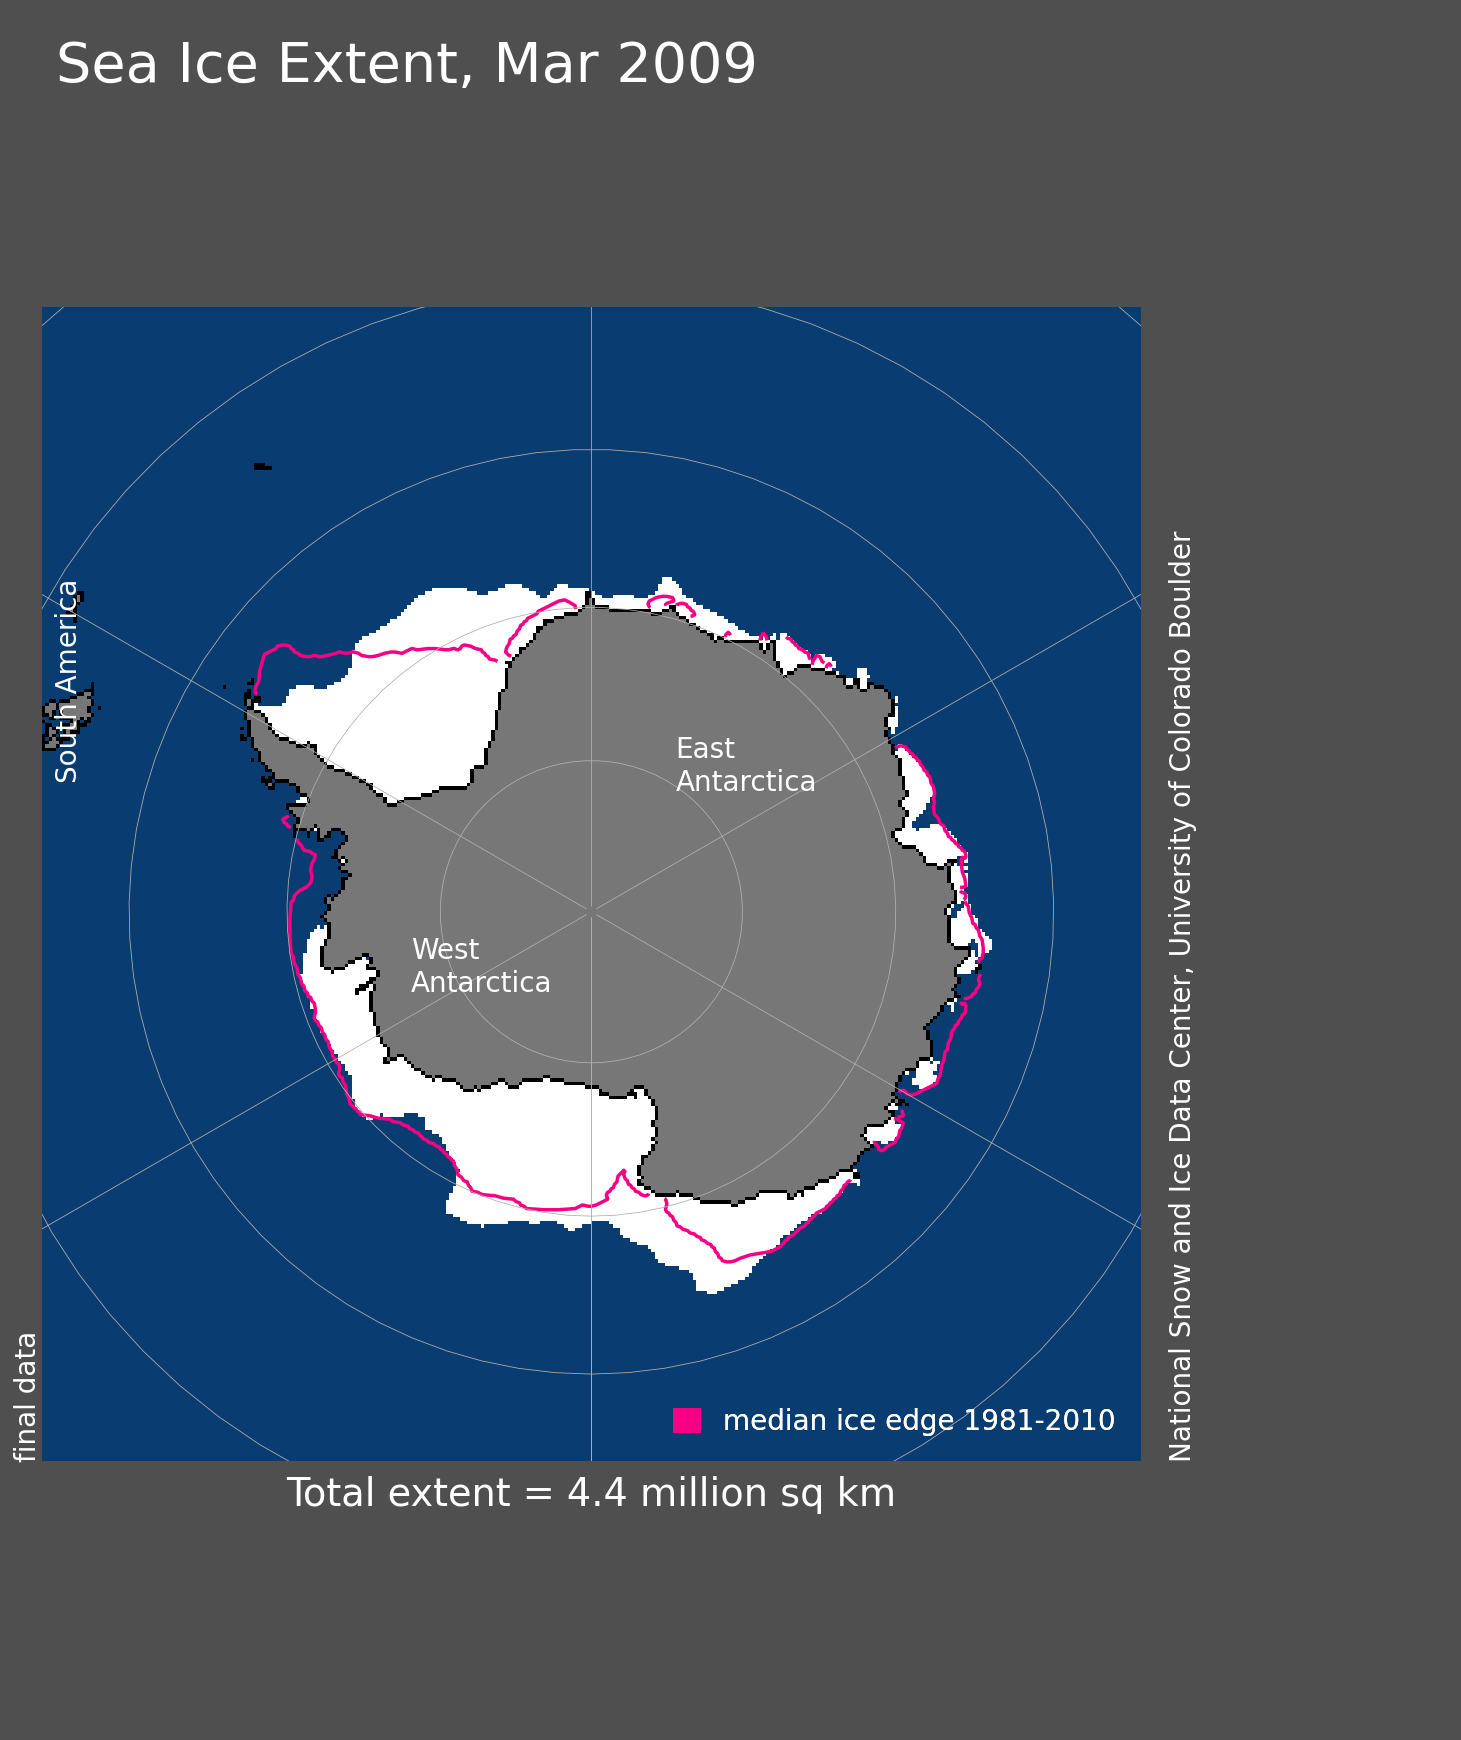 Sea Ice Extent, Mar 2009
South America
East
Antarctica
West
Antarctica
median ice edge 1981-2010
final data
National Snow and Ice Data Center, University of Colorado Boulder
Total extent = 4.4 million sq km